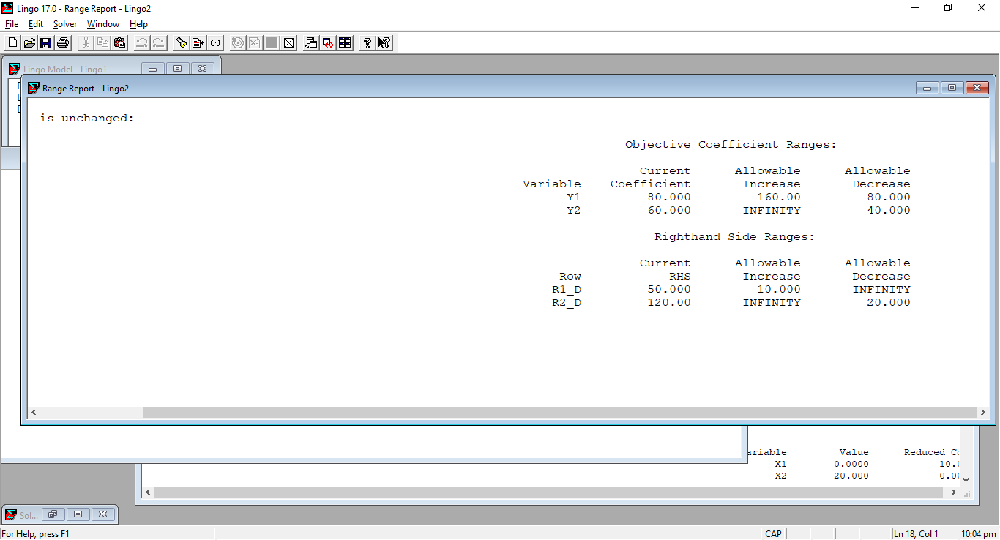 Lingo 17.0 - Range Report - Lingo2
File Edit Solver Window Help
Lingo Model - Lingo1
Range Report - Lingo2
is unchanged:
Objective Coefficient Ranges:
Current Allowable Allowable
Variable Coefficient Increase Decrease
Y1 80.000 160.00 80.000
Y2 60.000 INFINITY 40.000
Righthand Side Ranges:
Current Allowable Allowable
Row RHS Increase Decrease
R1_D 50.000 10.000 INFINITY
R2_D 120.00 INFINITY 20.000
Value Reduced
X1 0.0000
X2 20.000
Sol...
For Help, press F1
CAP
Ln 18, Col 1
10:04 pm